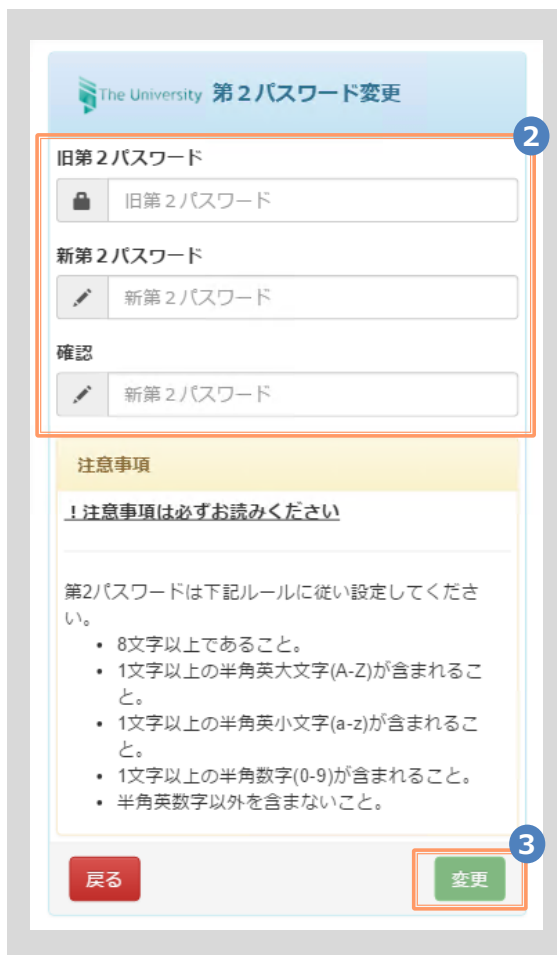 The University 第２パスワード変更
2
旧第２パスワード
旧第２パスワード
新第２パスワード
新第２パスワード
確認
新第２パスワード
注意事項
！注意事項は必ずお読みください
第2パスワードは下記ルールに従い設定してくださ
い。
• 8文字以上であること。
• 1文字以上の半角英大文字(A-Z)が含まれるこ
と。
• 1文字以上の半角英小文字(a-z)が含まれるこ
と。
• 1文字以上の半角数字(0-9)が含まれること。
• 半角英数字以外を含まないこと。
3
戻る
変更